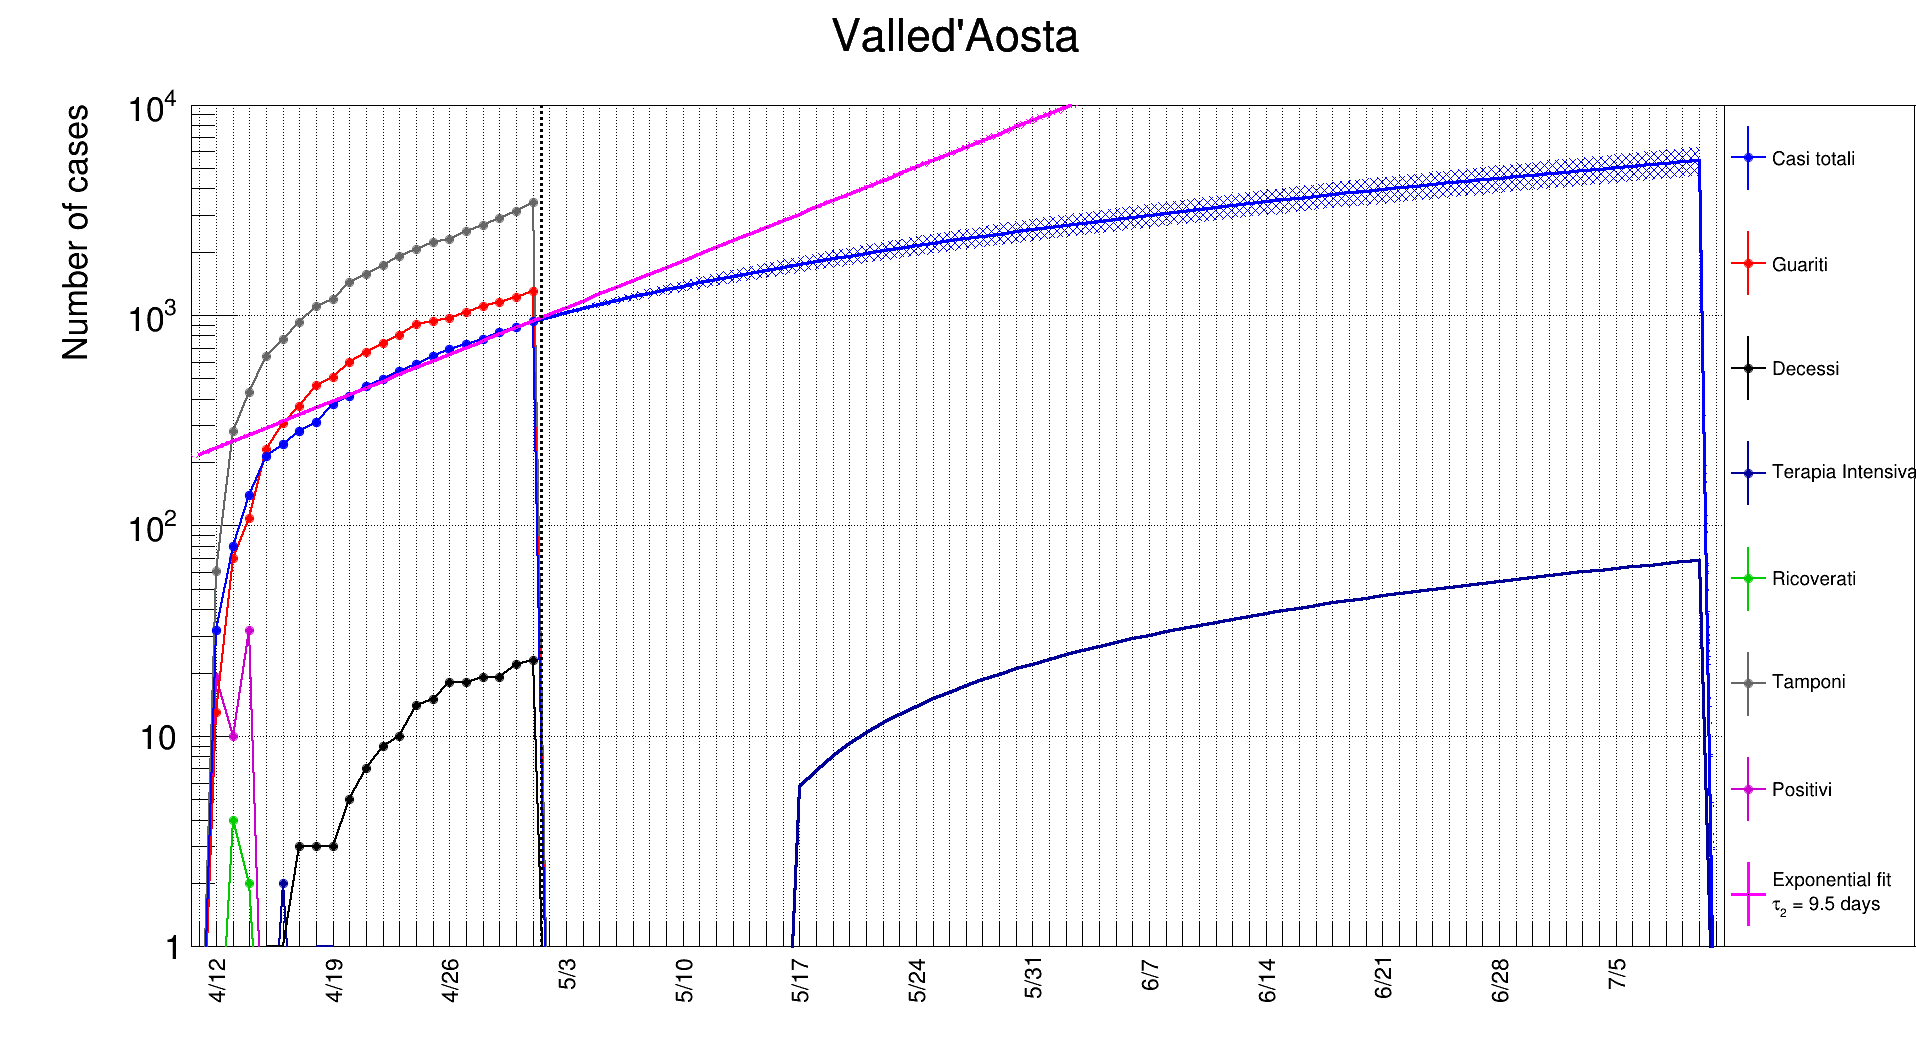 Valled'Aosta
Number of cases
10^4
10^3
10^2
10
1
4/12
4/19
4/26
5/3
5/10
5/17
5/24
5/31
6/7
6/14
6/21
6/28
7/5
Casi totali
Guariti
Decessi
Terapia Intensiva
Ricoverati
Tamponi
Positivi
Exponential fit
τ_2 = 9.5 days